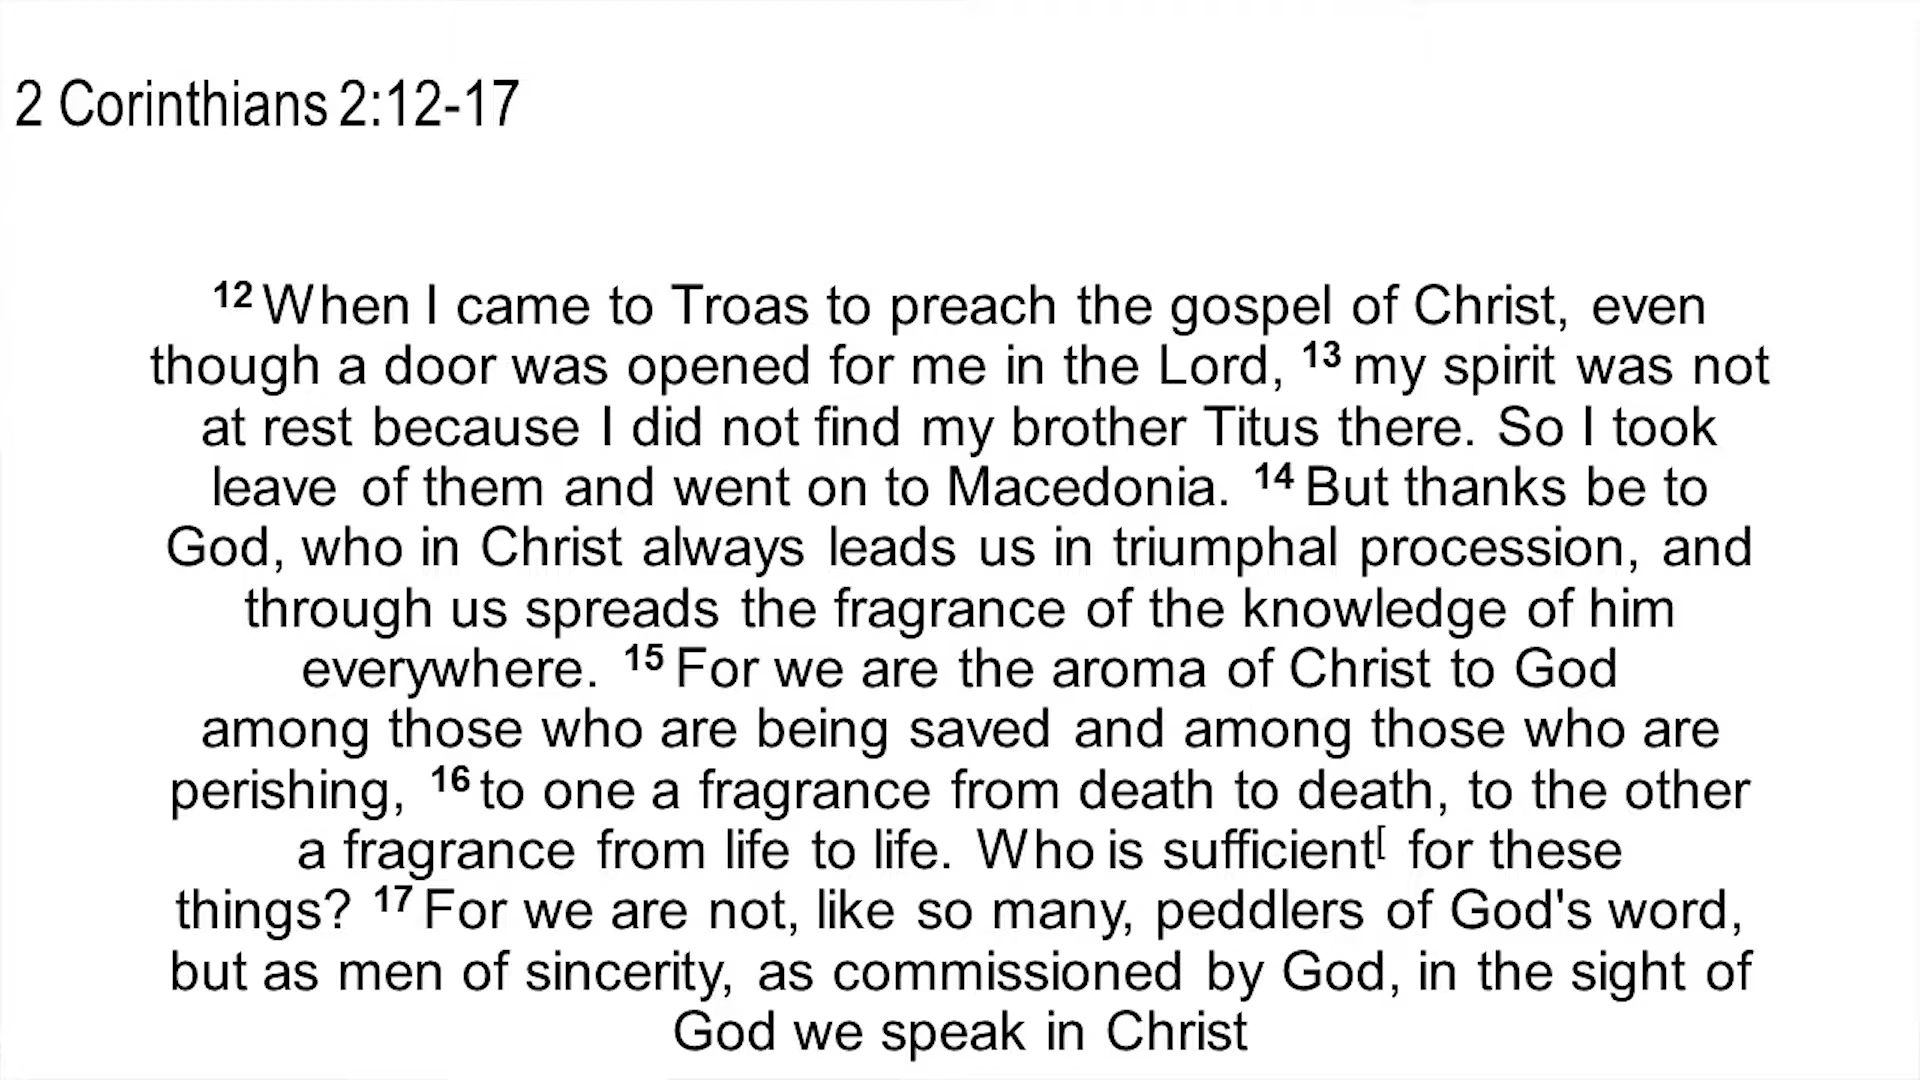 2 Corinthians 2:12-17
12 When I came to Troas to preach the gospel of Christ, even
though a door was opened for me in the Lord, 13 my spirit was not
at rest because I did not find my brother Titus there. So I took
leave of them and went on to Macedonia. 14 But thanks be to
God, who in Christ always leads us in triumphal procession, and
through us spreads the fragrance of the knowledge of him
everywhere. 15 For we are the aroma of Christ to God
among those who are being saved and among those who are
perishing, 16 to one a fragrance from death to death, to the other
a fragrance from life to life. Who is sufficient[ for these
things? 17 For we are not, like so many, peddlers of God's word,
but as men of sincerity, as commissioned by God, in the sight of
God we speak in Christ